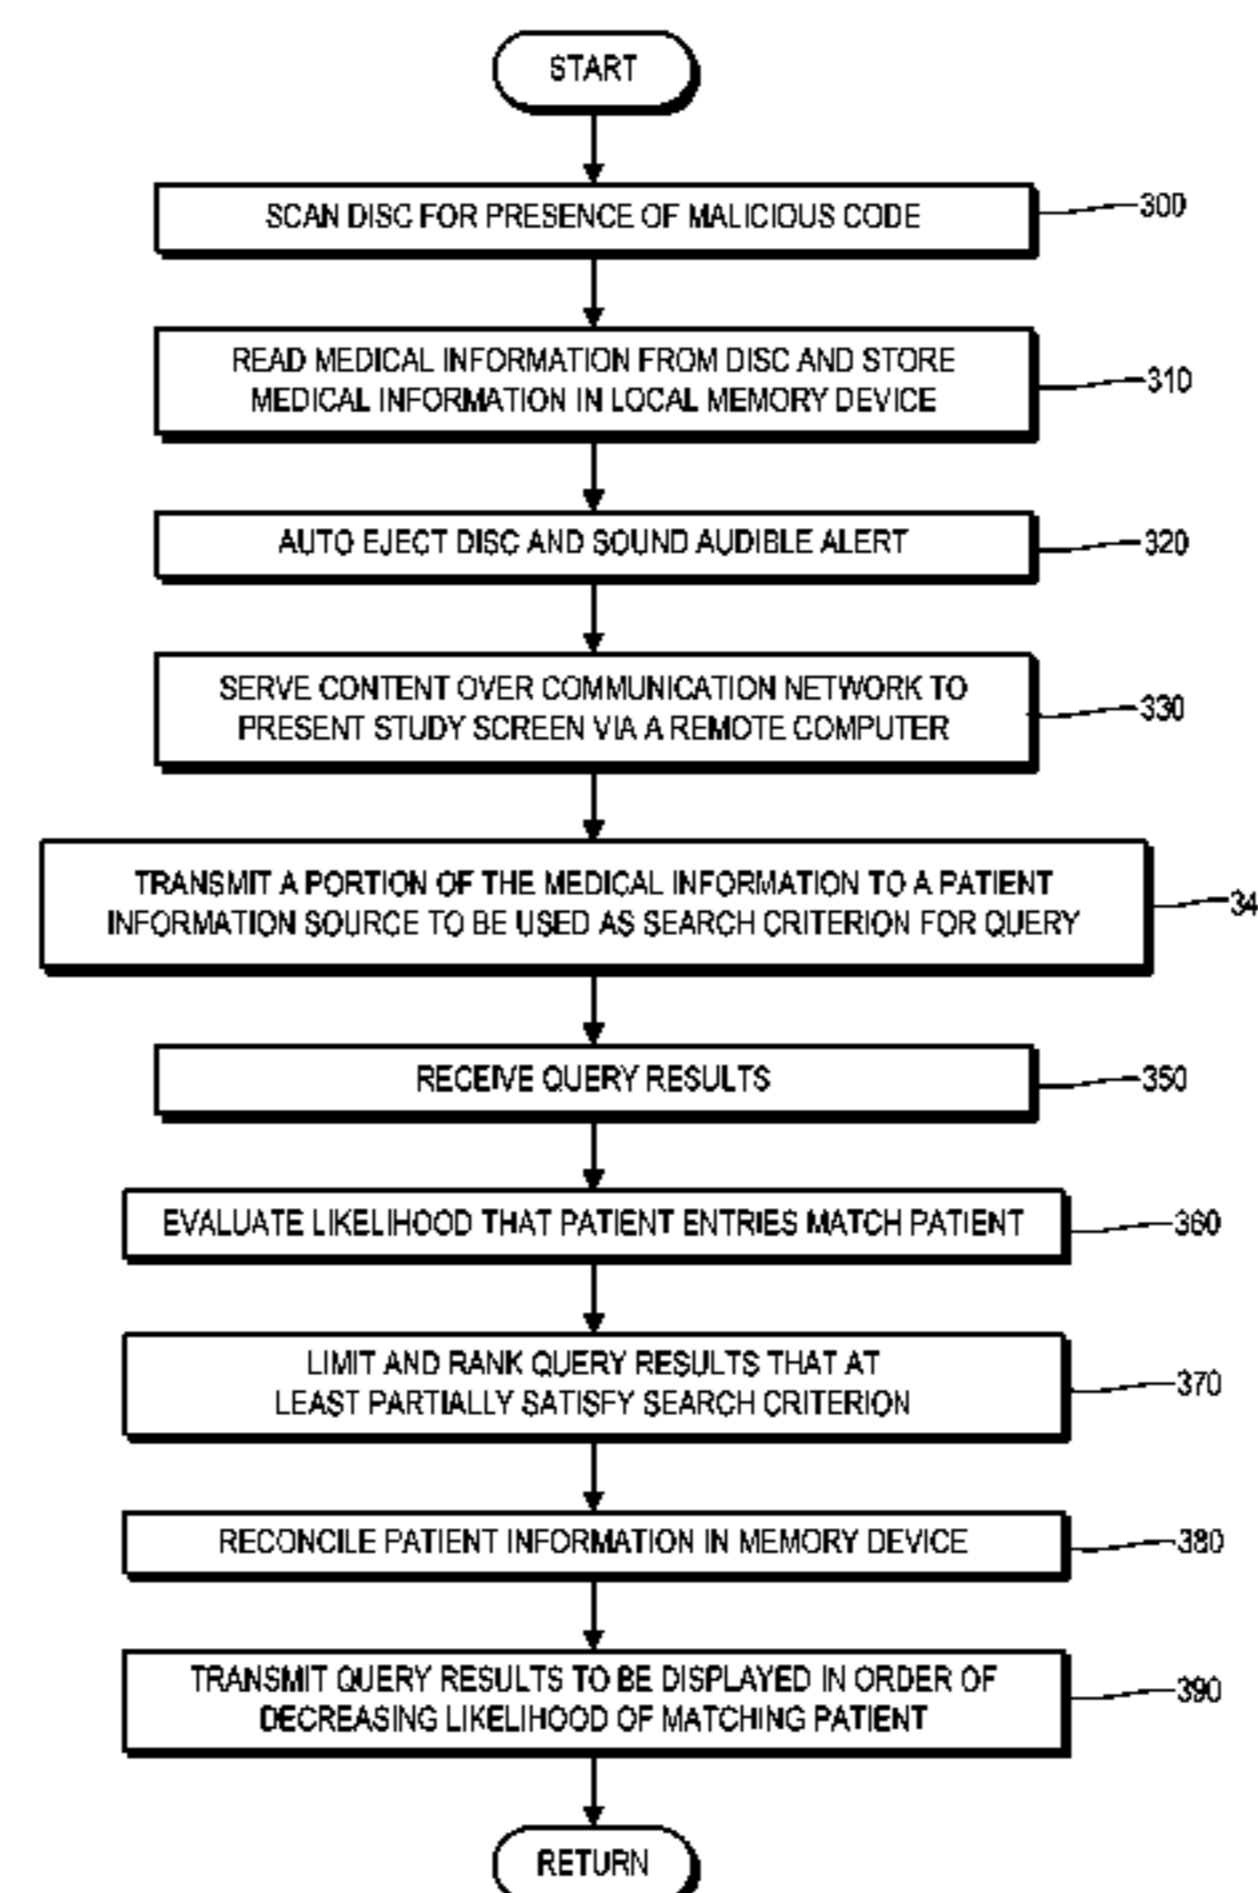 START
SCAN DISC FOR PRESENCE OF MALICIOUS CODE
300
READ MEDICAL INFORMATION FROM DISC AND STORE
MEDICAL INFORMATION IN LOCAL MEMORY DEVICE
310
AUTO EJECT DISC AND SOUND AUDIBLE ALERT
320
SERVE CONTENT OVER COMMUNICATION NETWORK TO
PRESENT STUDY SCREEN VIA A REMOTE COMPUTER
330
TRANSMIT A PORTION OF THE MEDICAL INFORMATION TO A PATIENT
INFORMATION SOURCE TO BE USED AS SEARCH CRITERION FOR QUERY
34
RECEIVE QUERY RESULTS
350
EVALUATE LIKELIHOOD THAT PATIENT ENTRIES MATCH PATIENT
360
LIMIT AND RANK QUERY RESULTS THAT AT
LEAST PARTIALLY SATISFY SEARCH CRITERION
370
RECONCILE PATIENT INFORMATION IN MEMORY DEVICE
380
TRANSMIT QUERY RESULTS TO BE DISPLAYED IN ORDER OF
DECREASING LIKELIHOOD OF MATCHING PATIENT
390
RETURN